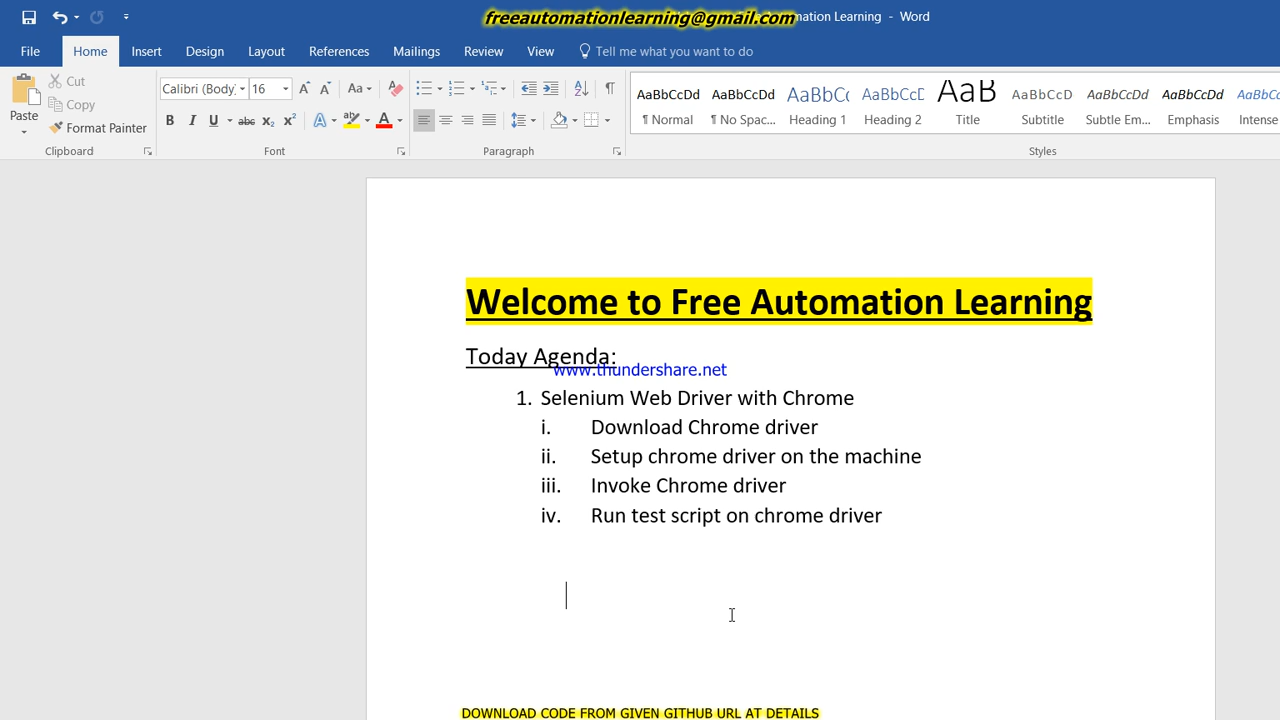 freeautomationlearning@gmail.com
Automation Learning - Word
File Home Insert Design Layout References Mailings Review View Tell me what you want to do
Paste
Cut
Copy
Format Painter
Clipboard
Calibri (Body) 16
Aa
B I U abc x₂ x² A A
Font
Paragraph
AaBbCcDd AaBbCcDd AaBbCc AaBbCcD AaB AaBbCcD AaBbCcDd AaBbCcDd AaBbCc
¶ Normal ¶ No Spac... Heading 1 Heading 2 Title Subtitle Subtle Em... Emphasis Intense
Styles
Welcome to Free Automation Learning
Today Agenda:
www.thundershare.net
1. Selenium Web Driver with Chrome
i. Download Chrome driver
ii. Setup chrome driver on the machine
iii. Invoke Chrome driver
iv. Run test script on chrome driver
DOWNLOAD CODE FROM GIVEN GITHUB URL AT DETAILS